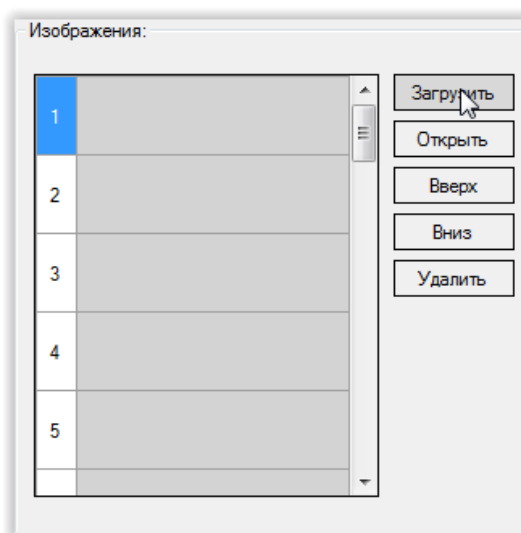 Изображения:
1
2
3
4
5
Загрузить
Открыть
Вверх
Вниз
Удалить